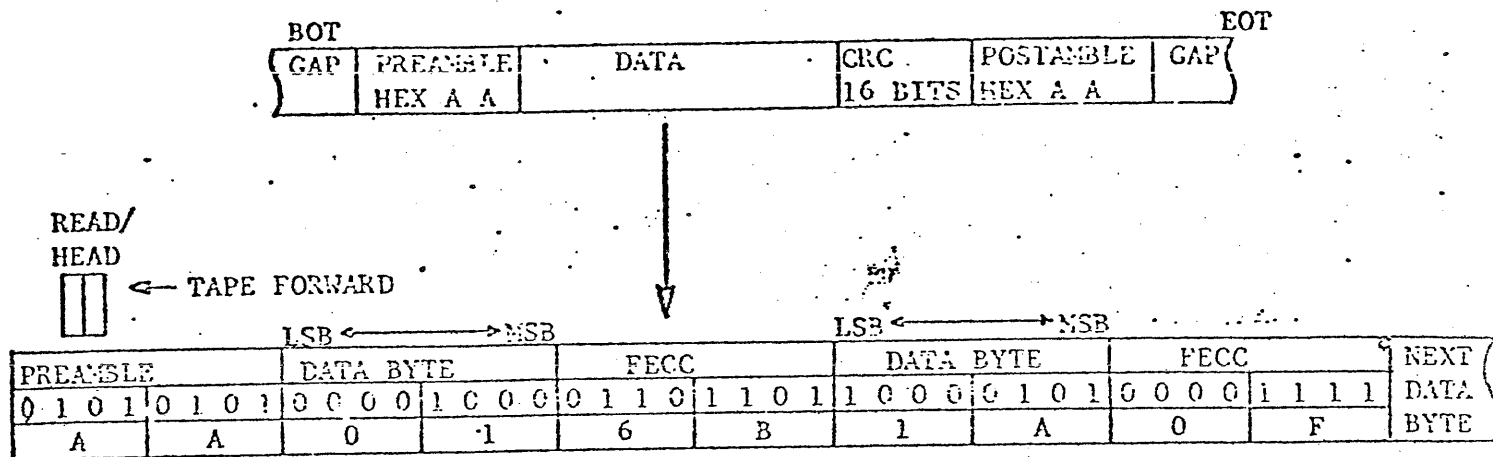 BOT EOT
GAP PREAMBLE DATA CRC POSTAMBLE GAP
HEX A A 16 BITS HEX A A
READ/
HEAD
TAPE FORWARD
LSB MSB LSB MSB
PREAMBLE DATA BYTE FECC DATA BYTE FECC NEXT
0 1 0 1 0 1 0 1 0 0 0 0 1 0 0 0 0 1 1 0 1 1 0 1 1 0 0 0 0 1 0 1 0 0 0 0 1 1 1 1 DATA
A A 0 1 6 B 1 A 0 F BYTE